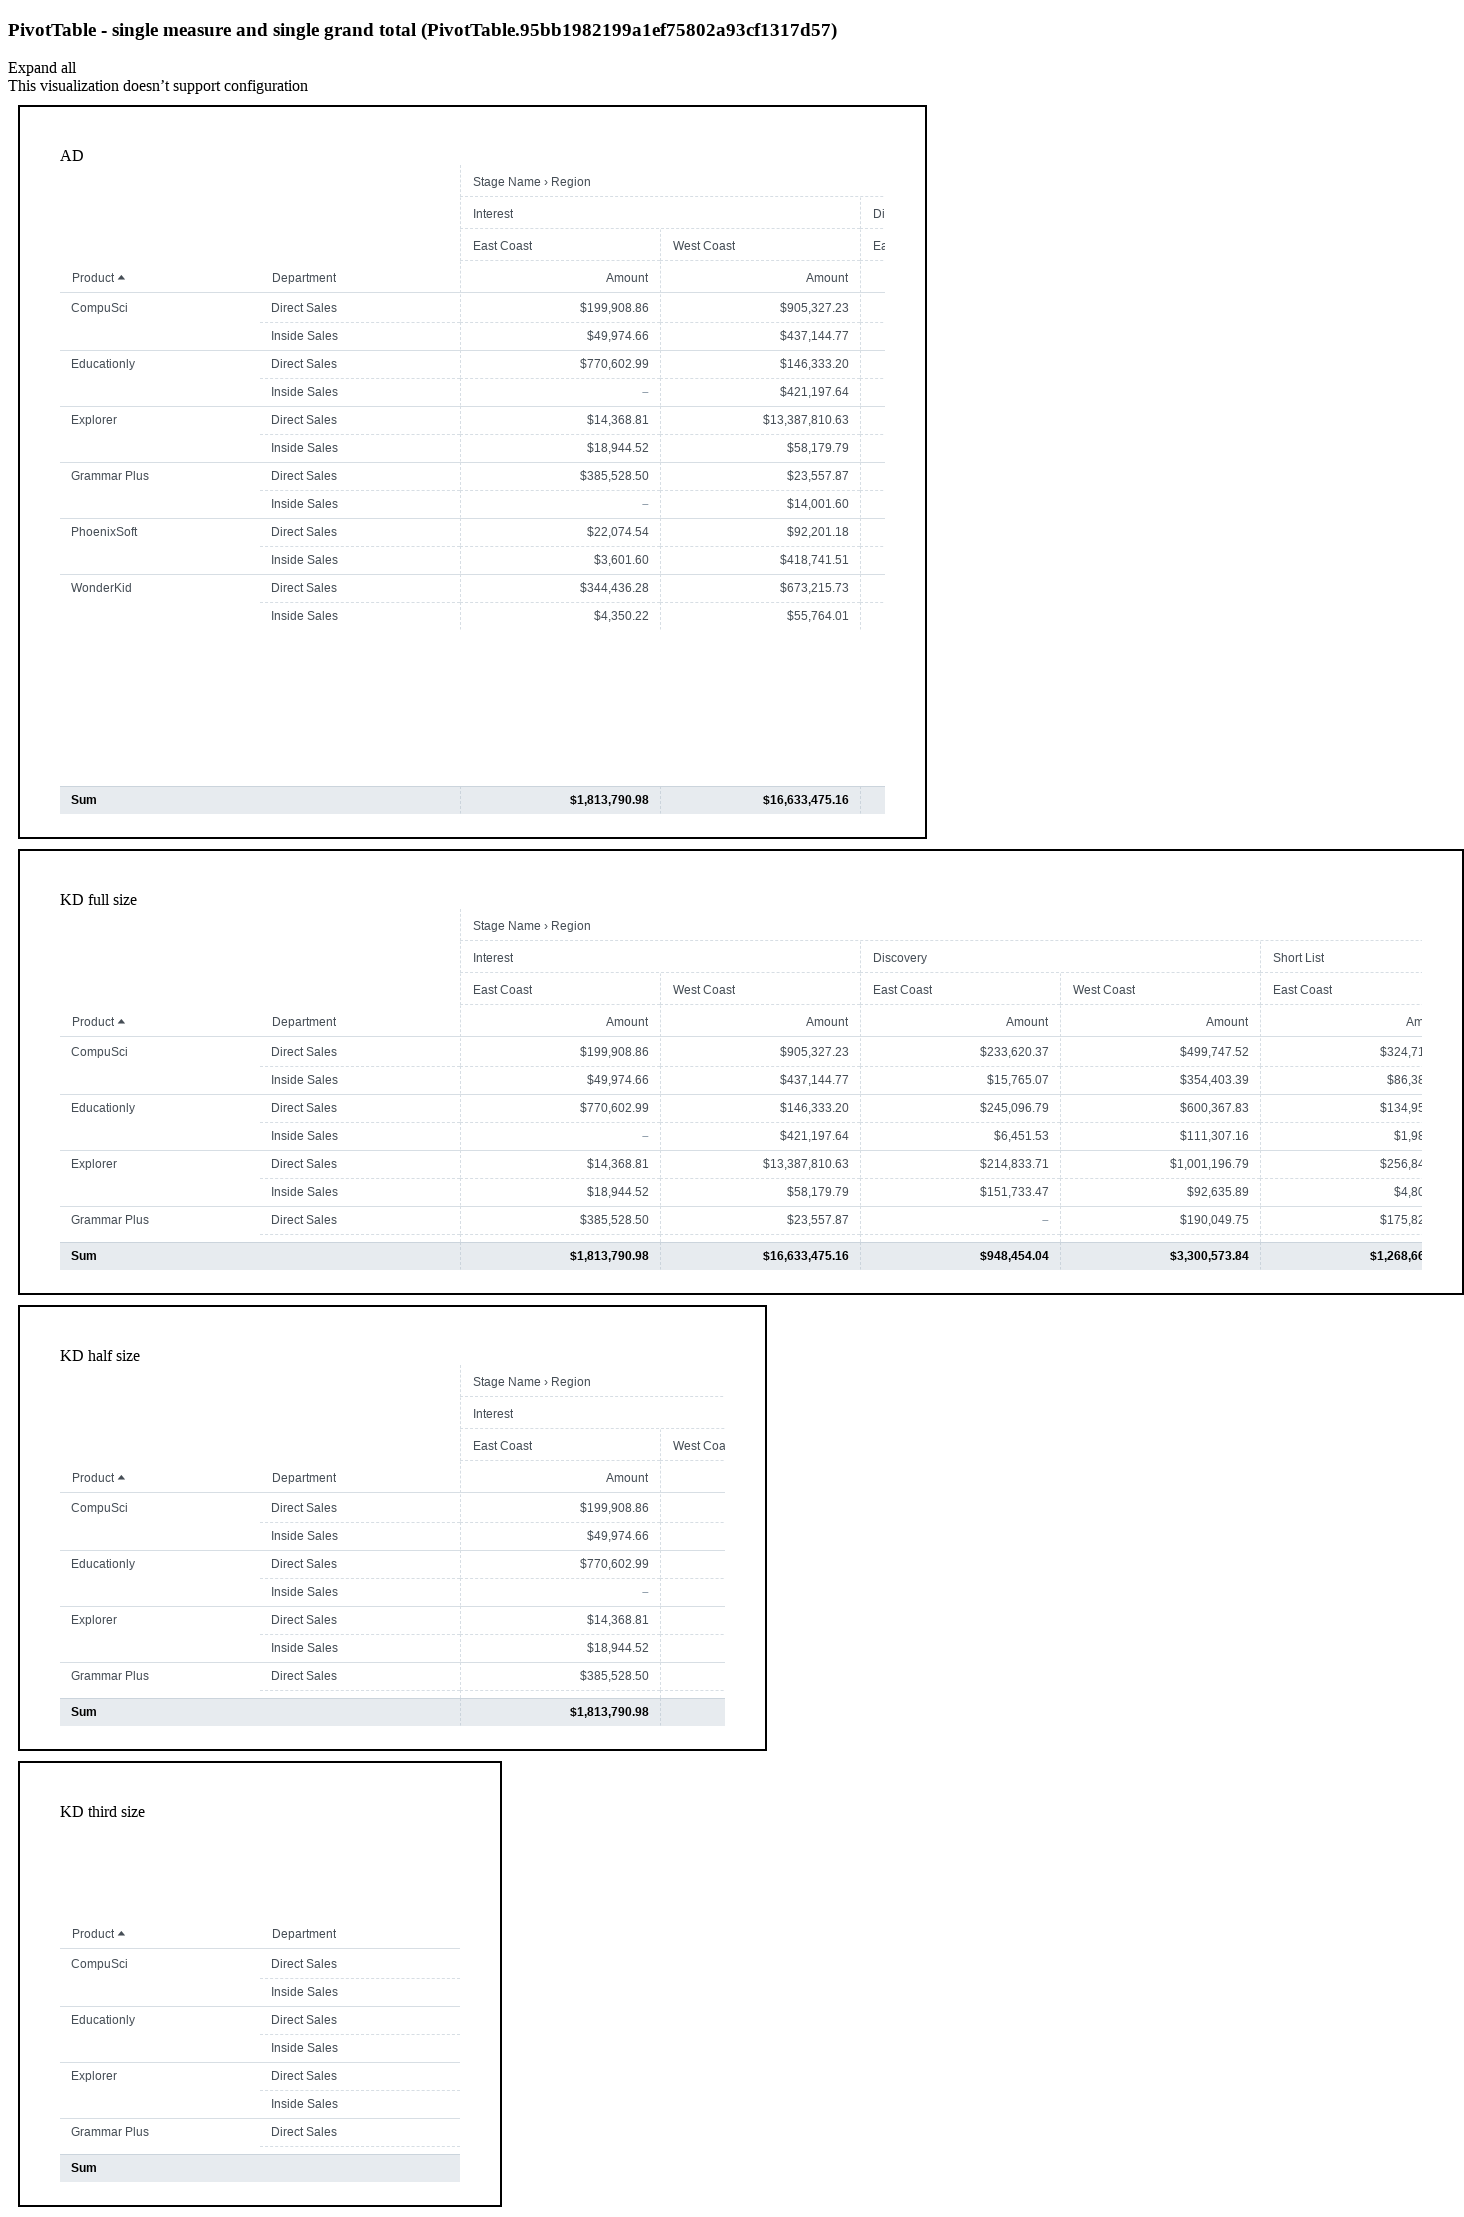 PivotTable - single measure and single grand total (PivotTable.95bb1982199a1ef75802a93cf1317d57)
Expand all
This visualization doesn’t support configuration
AD
Stage Name › Region
Interest Di
East Coast West Coast Ea
Product Department Amount Amount
CompuSci Direct Sales $199,908.86 $905,327.23
Inside Sales $49,974.66 $437,144.77
Educationly Direct Sales $770,602.99 $146,333.20
Inside Sales – $421,197.64
Explorer Direct Sales $14,368.81 $13,387,810.63
Inside Sales $18,944.52 $58,179.79
Grammar Plus Direct Sales $385,528.50 $23,557.87
Inside Sales – $14,001.60
PhoenixSoft Direct Sales $22,074.54 $92,201.18
Inside Sales $3,601.60 $418,741.51
WonderKid Direct Sales $344,436.28 $673,215.73
Inside Sales $4,350.22 $55,764.01
Sum $1,813,790.98 $16,633,475.16
KD full size
Stage Name › Region
Interest Discovery Short List
East Coast West Coast East Coast West Coast East Coast
Product Department Amount Amount Amount Amount Am
CompuSci Direct Sales $199,908.86 $905,327.23 $233,620.37 $499,747.52 $324,71
Inside Sales $49,974.66 $437,144.77 $15,765.07 $354,403.39 $86,38
Educationly Direct Sales $770,602.99 $146,333.20 $245,096.79 $600,367.83 $134,95
Inside Sales – $421,197.64 $6,451.53 $111,307.16 $1,98
Explorer Direct Sales $14,368.81 $13,387,810.63 $214,833.71 $1,001,196.79 $256,84
Inside Sales $18,944.52 $58,179.79 $151,733.47 $92,635.89 $4,80
Grammar Plus Direct Sales $385,528.50 $23,557.87 – $190,049.75 $175,82
Sum $1,813,790.98 $16,633,475.16 $948,454.04 $3,300,573.84 $1,268,66
KD half size
Stage Name › Region
Interest
East Coast West Coa
Product Department Amount
CompuSci Direct Sales $199,908.86
Inside Sales $49,974.66
Educationly Direct Sales $770,602.99
Inside Sales –
Explorer Direct Sales $14,368.81
Inside Sales $18,944.52
Grammar Plus Direct Sales $385,528.50
Sum $1,813,790.98
KD third size
Product Department
CompuSci Direct Sales
Inside Sales
Educationly Direct Sales
Inside Sales
Explorer Direct Sales
Inside Sales
Grammar Plus Direct Sales
Sum